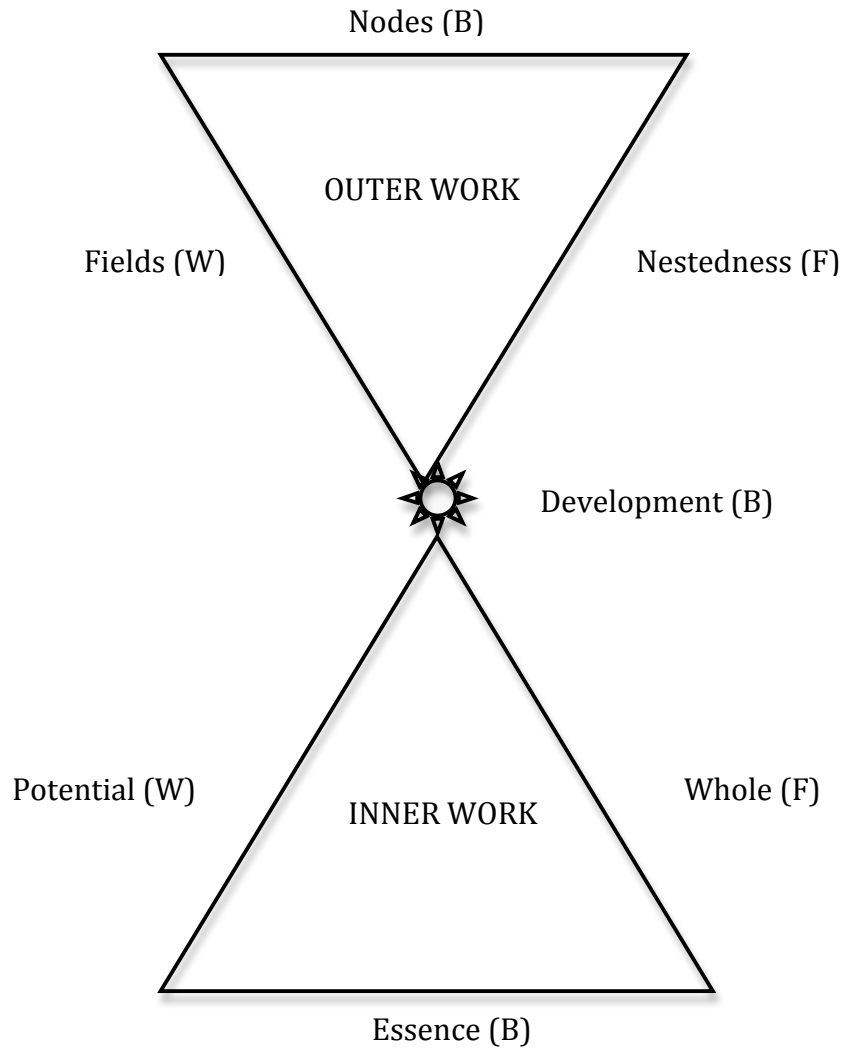 Nodes (B)
OUTER WORK
Fields (W)
Nestedness (F)
Development (B)
Potential (W)
Whole (F)
INNER WORK
Essence (B)